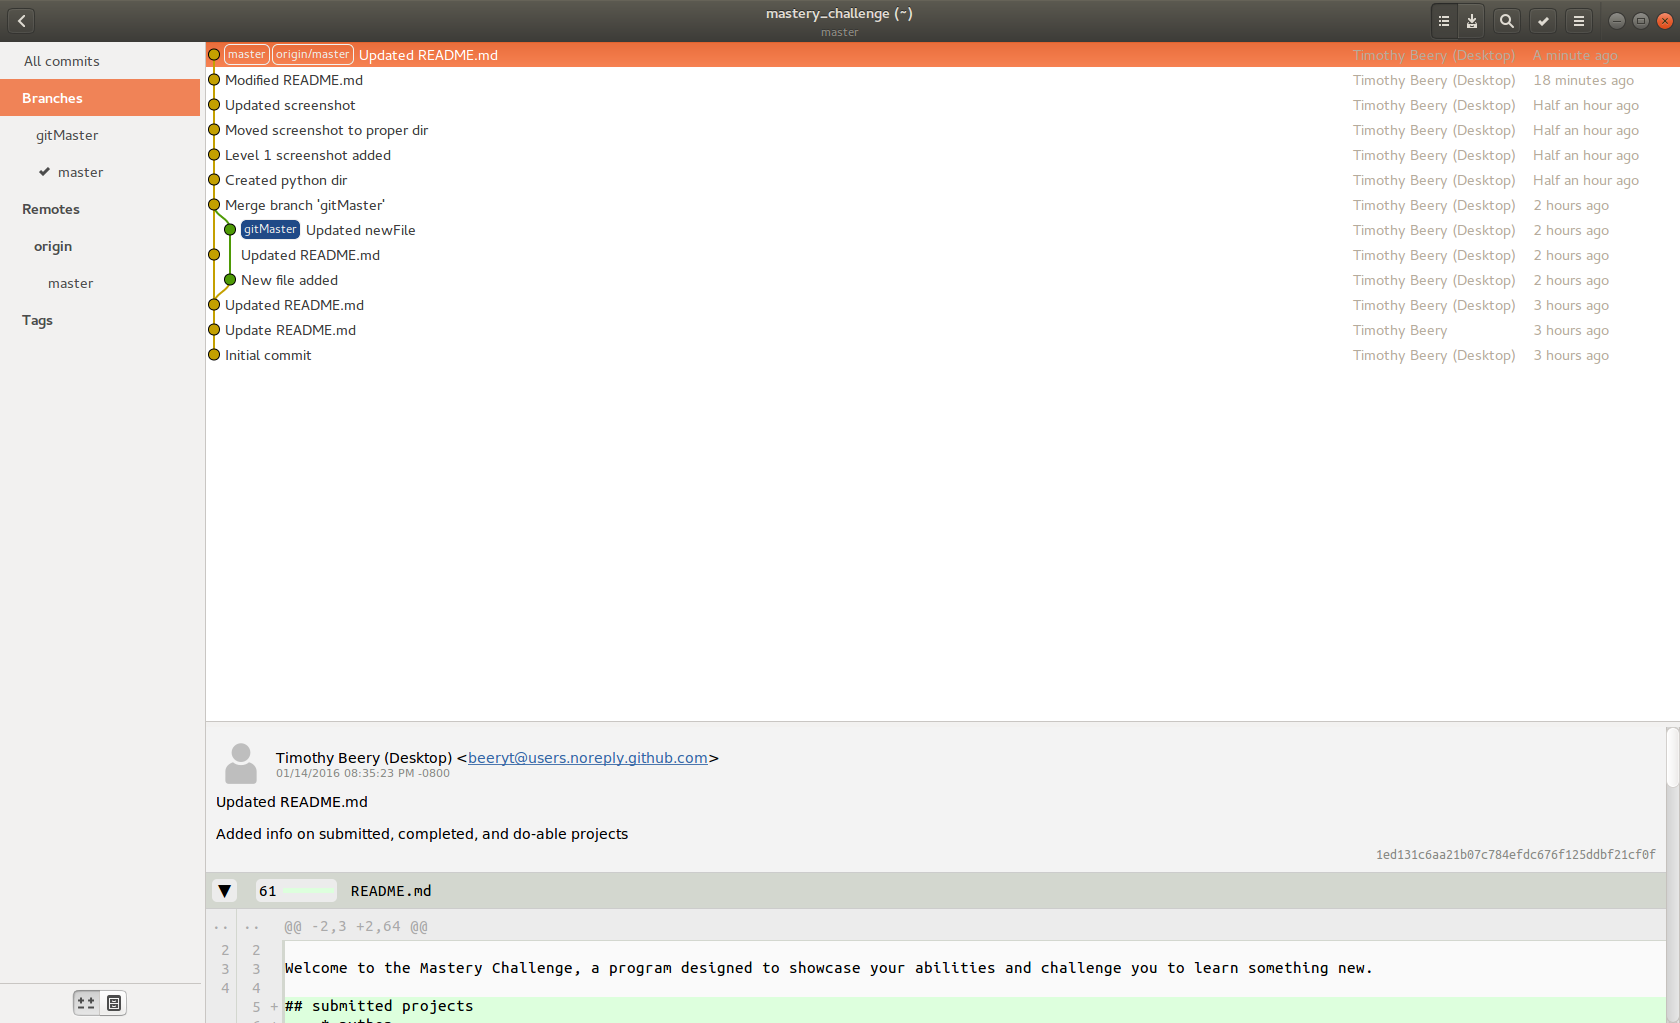 mastery_challenge (~)
master
All commits
Branches
gitMaster
master
Remotes
origin
master
Tags
master origin/master Updated README.md Timothy Beery (Desktop) A minute ago
Modified README.md Timothy Beery (Desktop) 18 minutes ago
Updated screenshot Timothy Beery (Desktop) Half an hour ago
Moved screenshot to proper dir Timothy Beery (Desktop) Half an hour ago
Level 1 screenshot added Timothy Beery (Desktop) Half an hour ago
Created python dir Timothy Beery (Desktop) Half an hour ago
Merge branch 'gitMaster' Timothy Beery (Desktop) 2 hours ago
gitMaster Updated newFile Timothy Beery (Desktop) 2 hours ago
Updated README.md Timothy Beery (Desktop) 2 hours ago
New file added Timothy Beery (Desktop) 2 hours ago
Updated README.md Timothy Beery (Desktop) 3 hours ago
Update README.md Timothy Beery 3 hours ago
Initial commit Timothy Beery (Desktop) 3 hours ago
Timothy Beery (Desktop) <beeryt@users.noreply.github.com>
01/14/2016 08:35:23 PM -0800
Updated README.md
Added info on submitted, completed, and do-able projects
1ed131c6aa21b07c784efdc676f125ddbf21cf0f
61 README.md
.. .. @@ -2,3 +2,64 @@
2 2
3 3 Welcome to the Mastery Challenge, a program designed to showcase your abilities and challenge you to learn something new.
4 4
5 + ## submitted projects